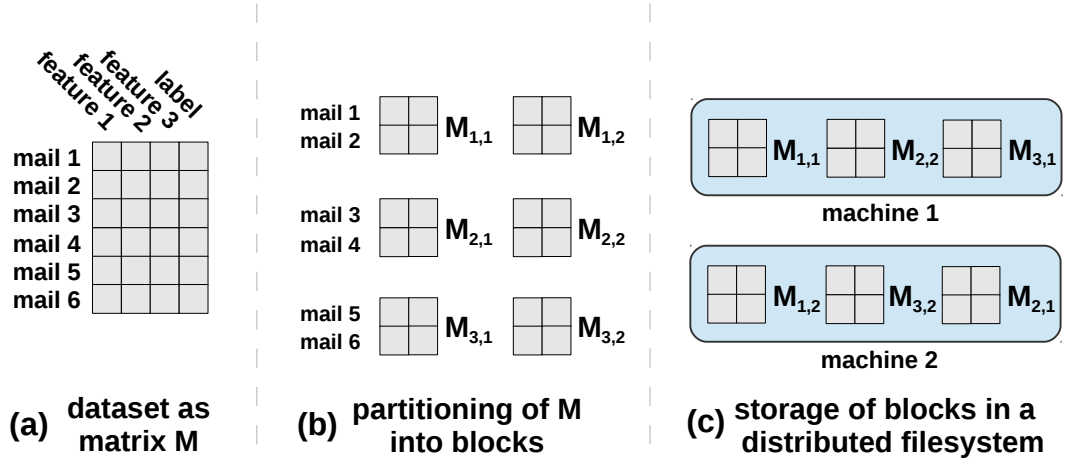 feature 1
feature 2
feature 3
label
mail 1
mail 2
mail 3
mail 4
mail 5
mail 6
(a) dataset as
matrix M
mail 1
mail 2
M1,1
M1,2
mail 3
mail 4
M2,1
M2,2
mail 5
mail 6
M3,1
M3,2
(b) partitioning of M
into blocks
M1,1
M2,2
M3,1
machine 1
M1,2
M3,2
M2,1
machine 2
(c) storage of blocks in a
distributed filesystem